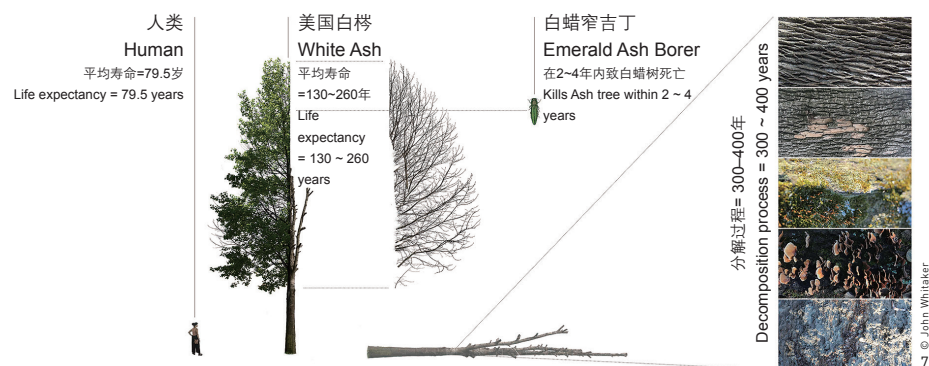 人类
Human
平均寿命=79.5岁
Life expectancy = 79.5 years
美国白梣
White Ash
平均寿命
=130~260年
Life
expectancy
= 130 ~ 260
years
白蜡窄吉丁
Emerald Ash Borer
在2~4年内致白蜡树死亡
Kills Ash tree within 2 ~ 4
years
分解过程= 300–400年
Decomposition process = 300 ~ 400 years
7 © John Whitaker